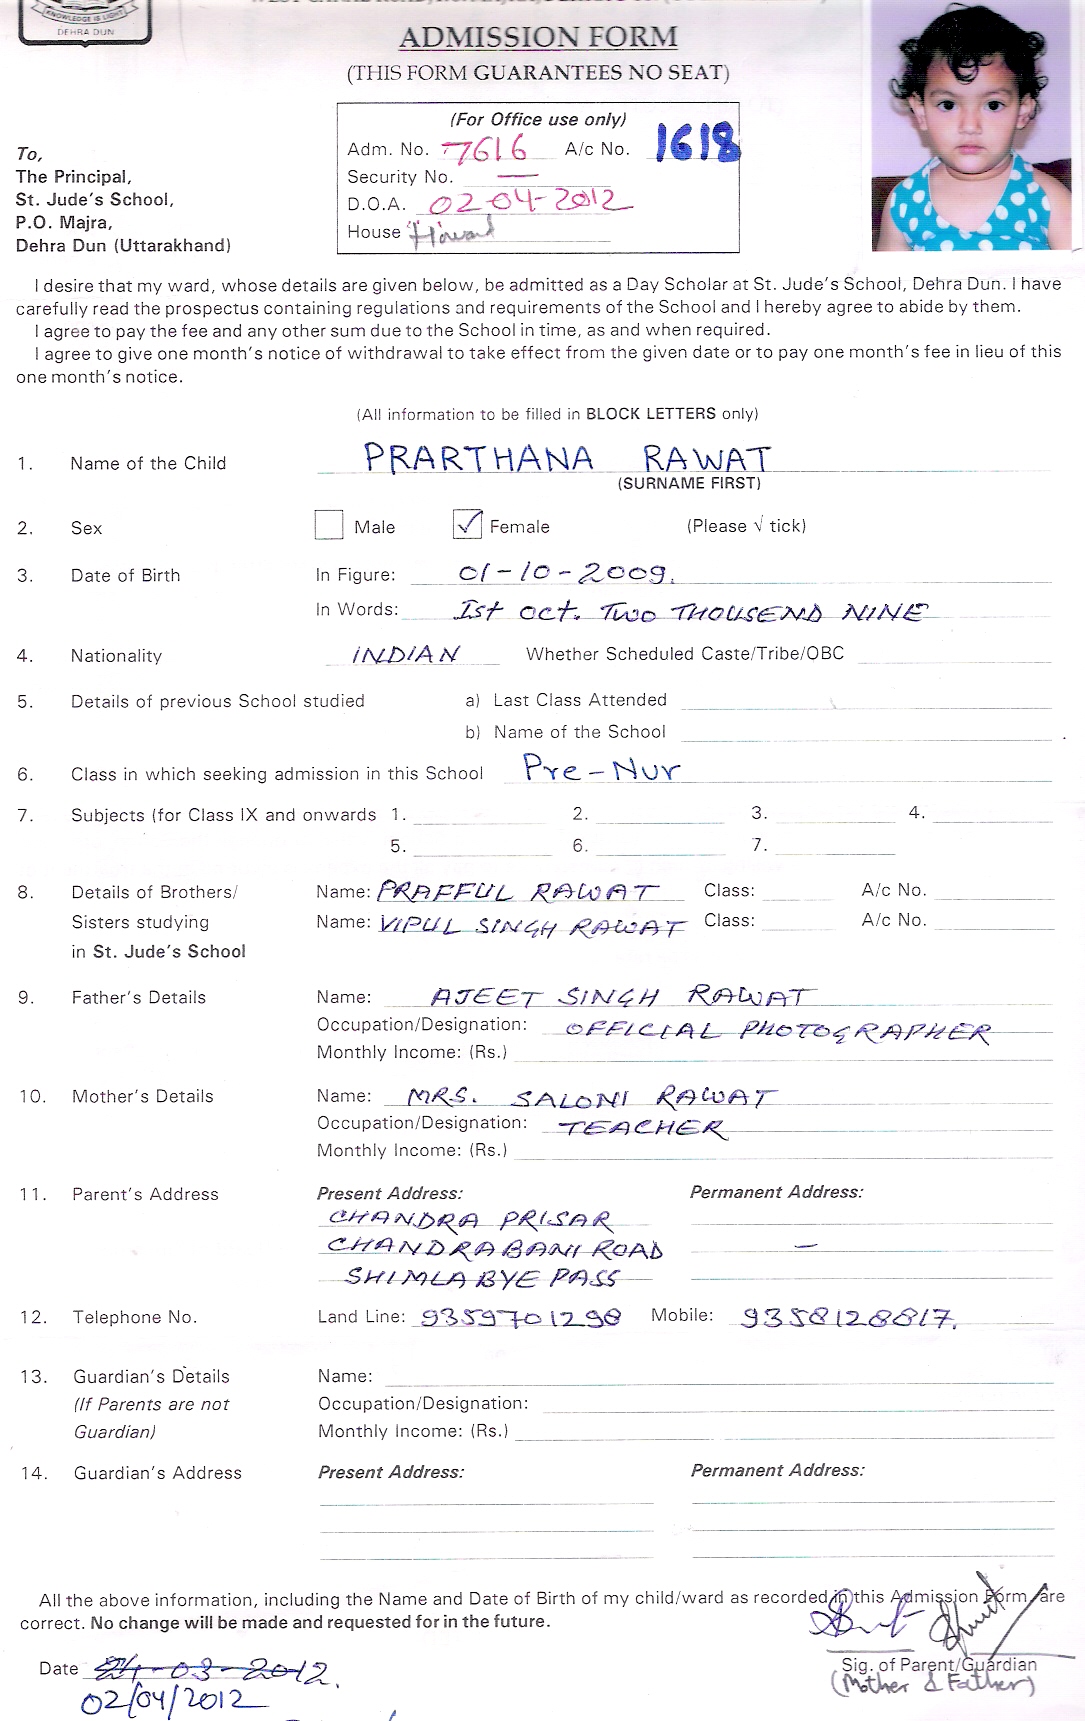 KNOWLEDGE IS LIGHT
DEHRA DUN
ADMISSION FORM
(THIS FORM GUARANTEES NO SEAT)
(For Office use only)
Adm. No. 7616 A/c No. 1618
Security No. —
D.O.A. 02-04-2012
House "Howard
To,
The Principal,
St. Jude's School,
P.O. Majra,
Dehra Dun (Uttarakhand)
I desire that my ward, whose details are given below, be admitted as a Day Scholar at St. Jude's School, Dehra Dun. I have
carefully read the prospectus containing regulations and requirements of the School and I hereby agree to abide by them.
I agree to pay the fee and any other sum due to the School in time, as and when required.
I agree to give one month's notice of withdrawal to take effect from the given date or to pay one month's fee in lieu of this
one month's notice.
(All information to be filled in BLOCK LETTERS only)
1. Name of the Child PRARTHANA RAWAT
(SURNAME FIRST)
2. Sex Male ✓ Female (Please √ tick)
3. Date of Birth In Figure: 01-10-2009.
In Words: Ist oct. TWO THOUSEND NINE
4. Nationality INDIAN Whether Scheduled Caste/Tribe/OBC
5. Details of previous School studied a) Last Class Attended
b) Name of the School
6. Class in which seeking admission in this School Pre-Nur
7. Subjects (for Class IX and onwards 1. 2. 3. 4.
5. 6. 7.
8. Details of Brothers/ Name: PRAFFUL RAWAT Class: A/c No.
Sisters studying Name: VIPUL SINGH RAWAT Class: A/c No.
in St. Jude's School
9. Father's Details Name: AJEET SINGH RAWAT
Occupation/Designation: OFFICIAL PHOTOGRAPHER
Monthly Income: (Rs.)
10. Mother's Details Name: MRS. SALONI RAWAT
Occupation/Designation: TEACHER
Monthly Income: (Rs.)
11. Parent's Address Present Address: Permanent Address:
CHANDRA PRISAR
CHANDRABANI ROAD —
SHIMLA BYE PASS
12. Telephone No. Land Line: 9359701298 Mobile: 9358128817.
13. Guardian's Details Name:
(If Parents are not Occupation/Designation:
Guardian) Monthly Income: (Rs.)
14. Guardian's Address Present Address: Permanent Address:
All the above information, including the Name and Date of Birth of my child/ward as recorded in this Admission Form are
correct. No change will be made and requested for in the future.
Date 24-03-2012.
02/04/2012
Sig. of Parent/Guardian
(Mother & Father)